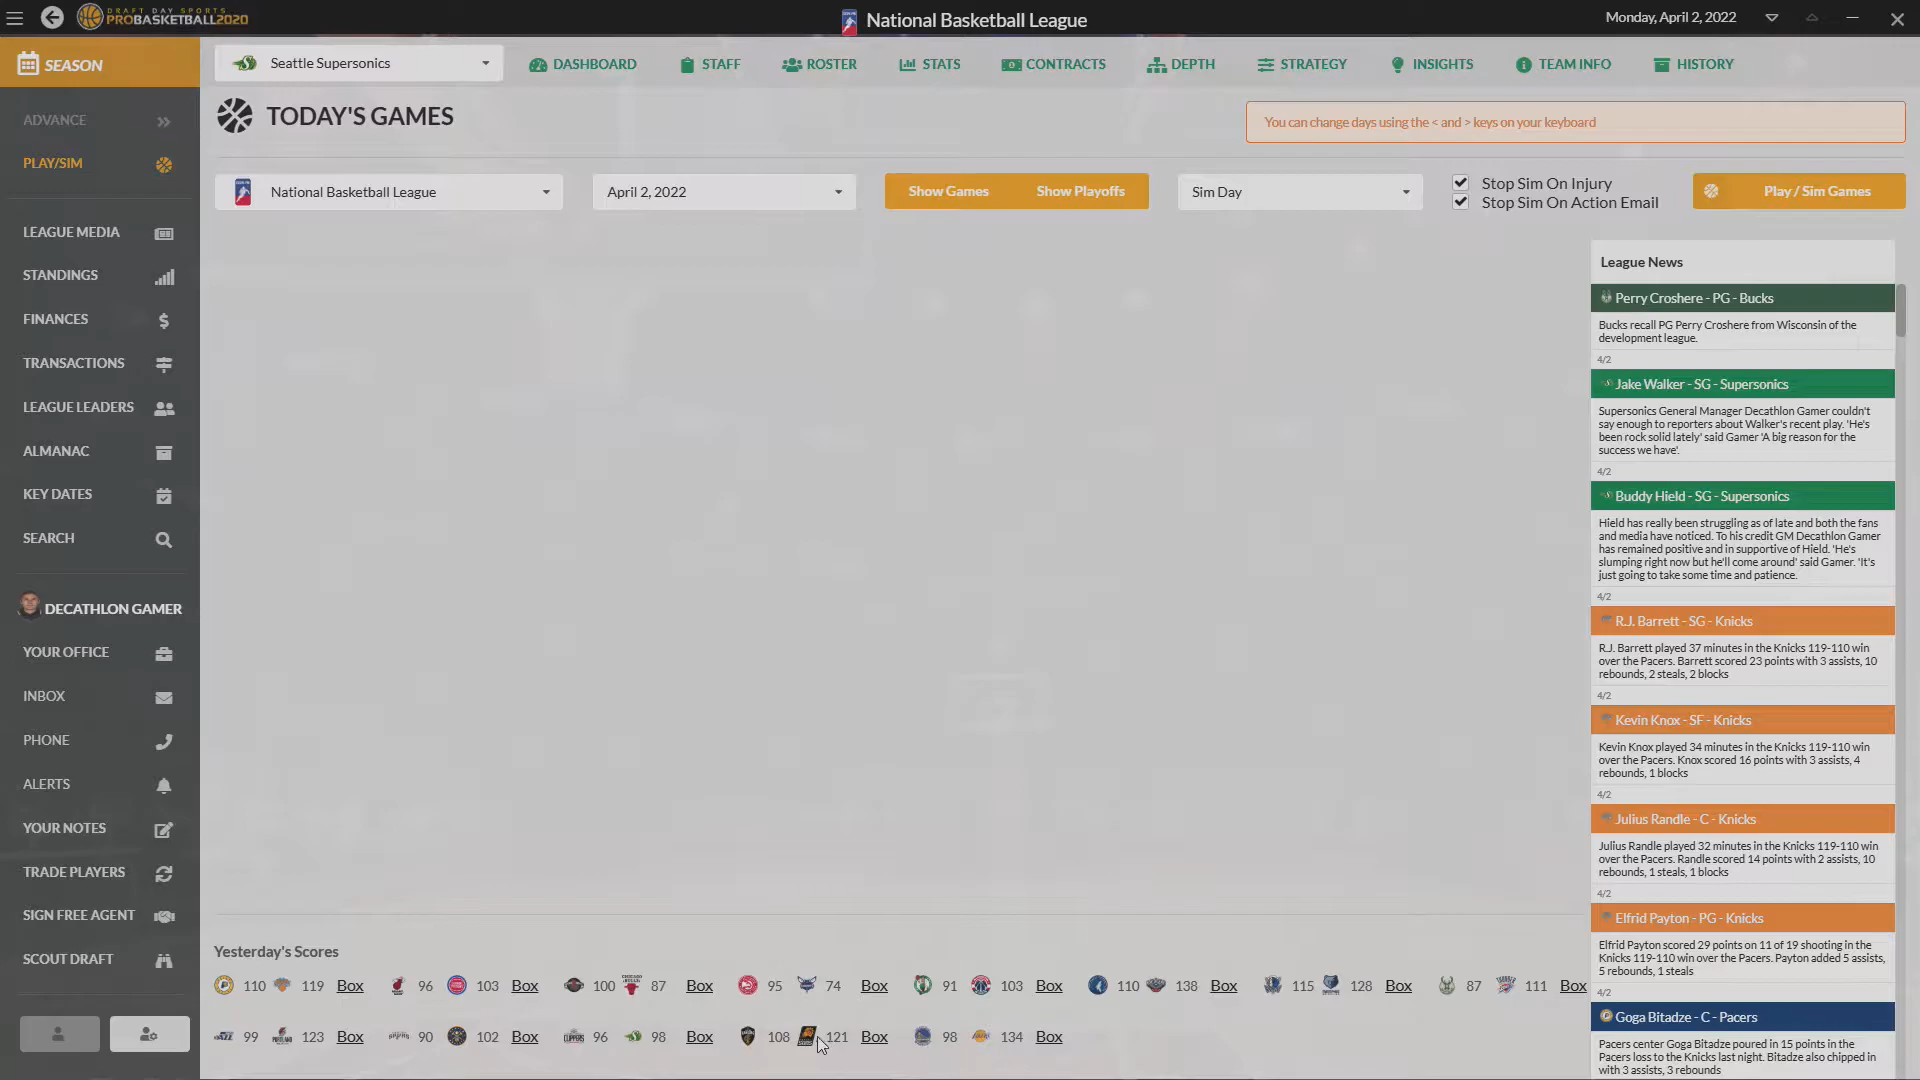 DRAFT DAY SPORTS
PROBASKETBALL2020
National Basketball League
Monday, April 2, 2022
SEASON
Seattle Supersonics
DASHBOARD
STAFF
ROSTER
STATS
CONTRACTS
DEPTH
STRATEGY
INSIGHTS
TEAM INFO
HISTORY
TODAY'S GAMES
You can change days using the < and > keys on your keyboard
ADVANCE
PLAY/SIM
National Basketball League
April 2, 2022
Show Games
Show Playoffs
Sim Day
Stop Sim On Injury
Stop Sim On Action Email
Play / Sim Games
LEAGUE MEDIA
STANDINGS
FINANCES
TRANSACTIONS
LEAGUE LEADERS
ALMANAC
KEY DATES
SEARCH
DECATHLON GAMER
YOUR OFFICE
INBOX
PHONE
ALERTS
YOUR NOTES
TRADE PLAYERS
SIGN FREE AGENT
SCOUT DRAFT
League News
Perry Croshere - PG - Bucks
Bucks recall PG Perry Croshere from Wisconsin of the
development league.
4/2
Jake Walker - SG - Supersonics
Supersonics General Manager Decathlon Gamer couldn't
say enough to reporters about Walker's recent play. 'He's
been rock solid lately' said Gamer 'A big reason for the
success we have'.
4/2
Buddy Hield - SG - Supersonics
Hield has really been struggling as of late and both the fans
and media have noticed. To his credit GM Decathlon Gamer
has remained positive and in supportive of Hield. 'He's
slumping right now but he'll come around' said Gamer. 'It's
just going to take some time and patience.
4/2
R.J. Barrett - SG - Knicks
R.J. Barrett played 37 minutes in the Knicks 119-110 win
over the Pacers. Barrett scored 23 points with 3 assists, 10
rebounds, 2 steals, 2 blocks
4/2
Kevin Knox - SF - Knicks
Kevin Knox played 34 minutes in the Knicks 119-110 win
over the Pacers. Knox scored 16 points with 3 assists, 4
rebounds, 1 blocks
4/2
Julius Randle - C - Knicks
Julius Randle played 32 minutes in the Knicks 119-110 win
over the Pacers. Randle scored 14 points with 2 assists, 10
rebounds, 1 steals, 1 blocks
4/2
Elfrid Payton - PG - Knicks
Elfrid Payton scored 29 points on 11 of 19 shooting in the
Knicks 119-110 win over the Pacers. Payton added 5 assists,
5 rebounds, 1 steals
4/2
Goga Bitadze - C - Pacers
Pacers center Goga Bitadze poured in 15 points in the
Pacers loss to the Knicks last night. Bitadze also chipped in
with 3 assists, 3 rebounds
Yesterday's Scores
110 119 Box 96 103 Box 100 87 Box 95 74 Box 91 103 Box 110 138 Box 115 128 Box 87 111 Box
99 123 Box 90 102 Box 96 98 Box 108 121 Box 98 134 Box